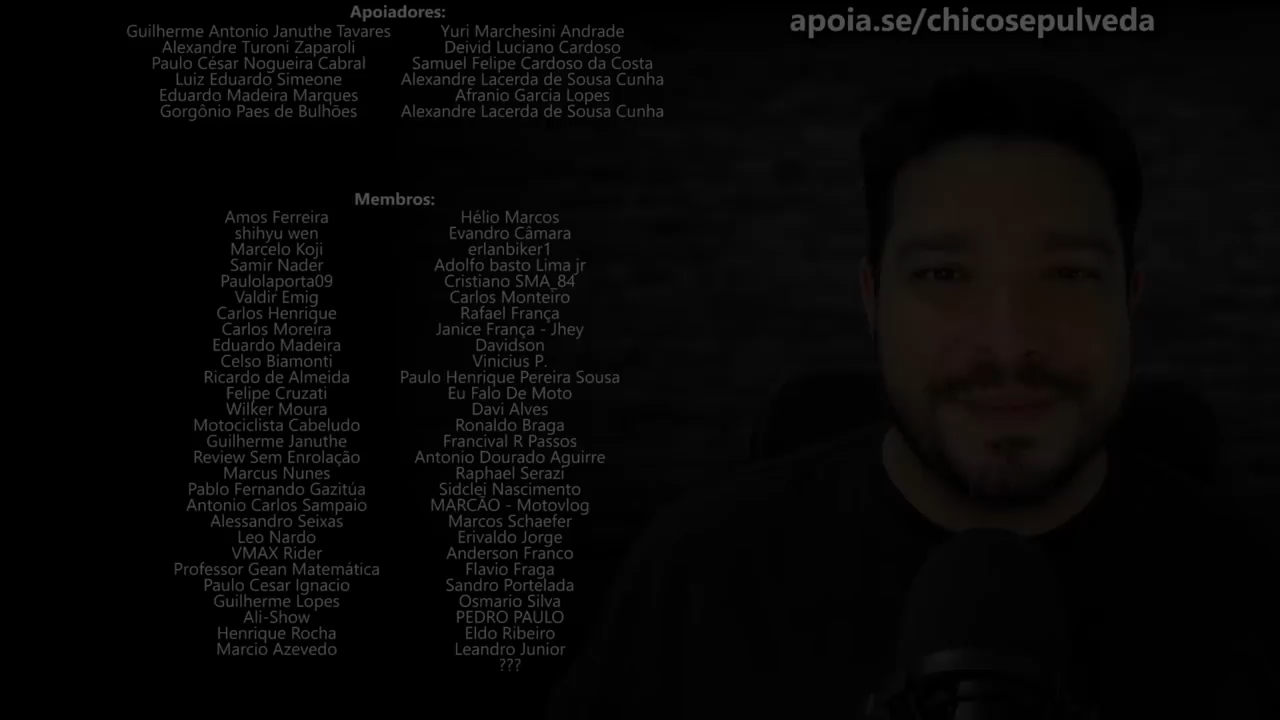 Apoiadores:
Guilherme Antonio Januthe Tavares
Alexandre Turoni Zaparoli
Paulo César Nogueira Cabral
Luiz Eduardo Simeone
Eduardo Madeira Marques
Gorgônio Paes de Bulhões
Yuri Marchesini Andrade
Deivid Luciano Cardoso
Samuel Felipe Cardoso da Costa
Alexandre Lacerda de Sousa Cunha
Afranio Garcia Lopes
Alexandre Lacerda de Sousa Cunha
apoia.se/chicosepulveda
Membros:
Amos Ferreira
shihyu wen
Marcelo Koji
Samir Nader
Paulolaporta09
Valdir Emig
Carlos Henrique
Carlos Moreira
Eduardo Madeira
Celso Biamonti
Ricardo de Almeida
Felipe Cruzati
Wilker Moura
Motociclista Cabeludo
Guilherme Januthe
Review Sem Enrolação
Marcus Nunes
Pablo Fernando Gazitúa
Antonio Carlos Sampaio
Alessandro Seixas
Leo Nardo
VMAX Rider
Professor Gean Matemática
Paulo Cesar Ignacio
Guilherme Lopes
Ali-Show
Henrique Rocha
Marcio Azevedo
Hélio Marcos
Evandro Câmara
erlanbiker1
Adolfo basto Lima jr
Cristiano SMA_84
Carlos Monteiro
Rafael França
Janice França - Jhey
Davidson
Vinicius P.
Paulo Henrique Pereira Sousa
Eu Falo De Moto
Davi Alves
Ronaldo Braga
Francival R Passos
Antonio Dourado Aguirre
Raphael Serazi
Sidclei Nascimento
MARCÃO - Motovlog
Marcos Schaefer
Erivaldo Jorge
Anderson Franco
Flavio Fraga
Sandro Portelada
Osmario Silva
PEDRO PAULO
Eldo Ribeiro
Leandro Junior
???